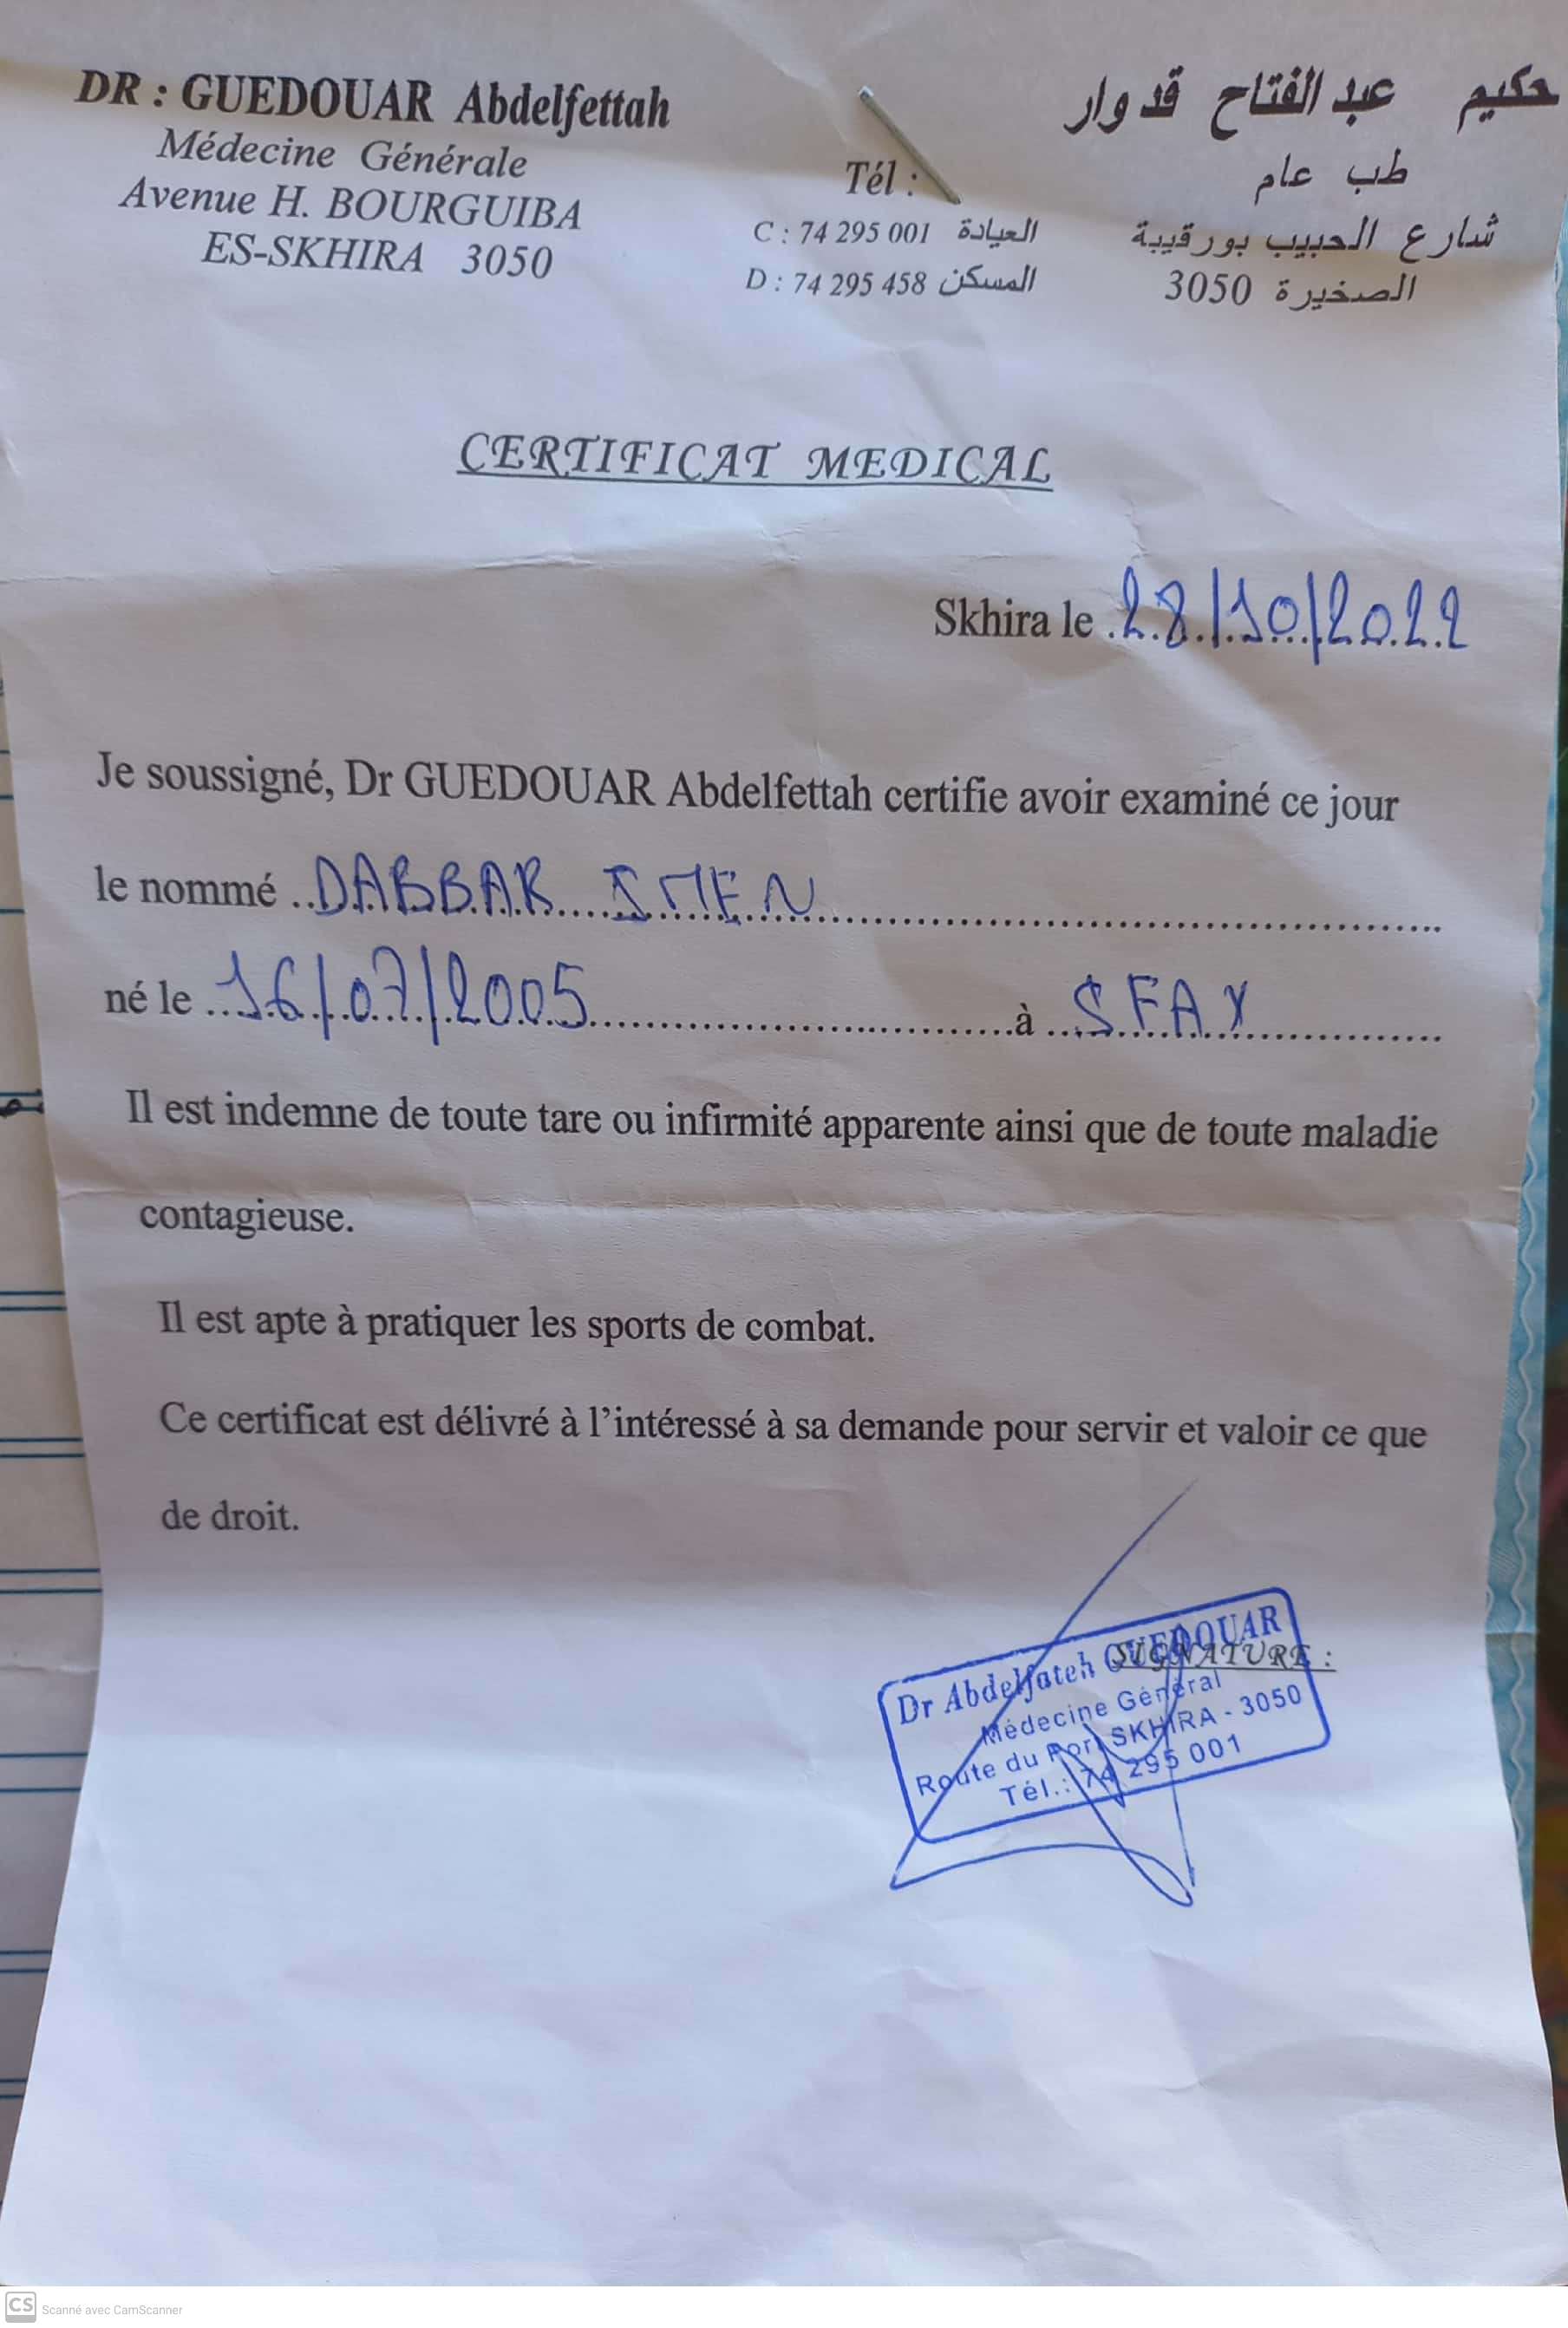 DR : GUEDOUAR Abdelfettah
Médecine Générale
Avenue H. BOURGUIBA
ES-SKHIRA 3050
Tél :
C : 74 295 001 العيادة
D : 74 295 458 المسكن
حكيم عبد الفتاح قدوار
طب عام
شارع الحبيب بورقيبة
الصخيرة 3050
CERTIFICAT MEDICAL
Skhira le 28/10/2022
Je soussigné, Dr GUEDOUAR Abdelfettah certifie avoir examiné ce jour
le nommé DABBAR IMEN
né le 16/07/2005 à SFAX
Il est indemne de toute tare ou infirmité apparente ainsi que de toute maladie
contagieuse.
Il est apte à pratiquer les sports de combat.
Ce certificat est délivré à l'intéressé à sa demande pour servir et valoir ce que
de droit.
SIGNATURE :
Dr Abdelfateh GUEDOUAR
Médecine Général
Route du Port SKHIRA - 3050
Tél.: 74 295 001
CS Scanné avec CamScanner